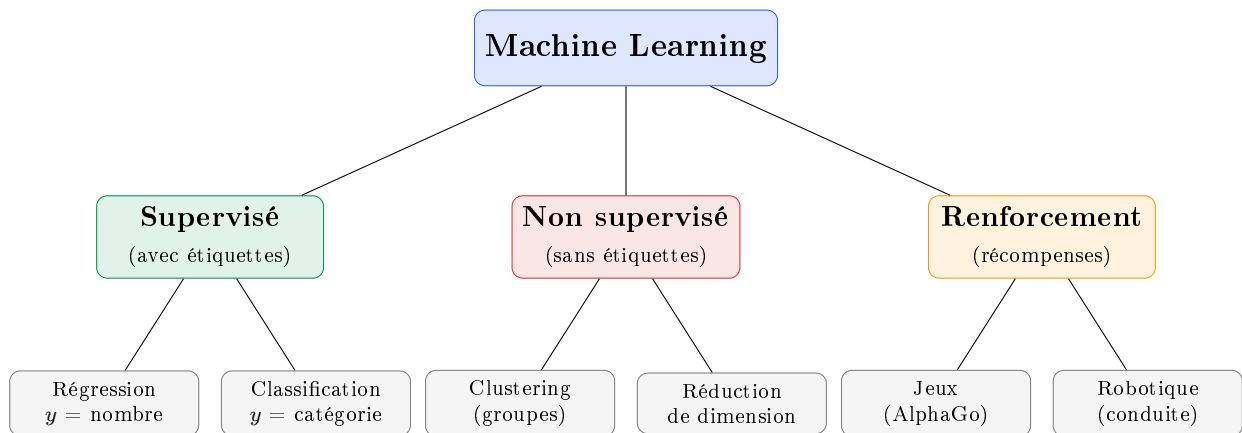 Machine Learning
Supervisé
(avec étiquettes)
Non supervisé
(sans étiquettes)
Renforcement
(récompenses)
Régression
y = nombre
Classification
y = catégorie
Clustering
(groupes)
Réduction
de dimension
Jeux
(AlphaGo)
Robotique
(conduite)